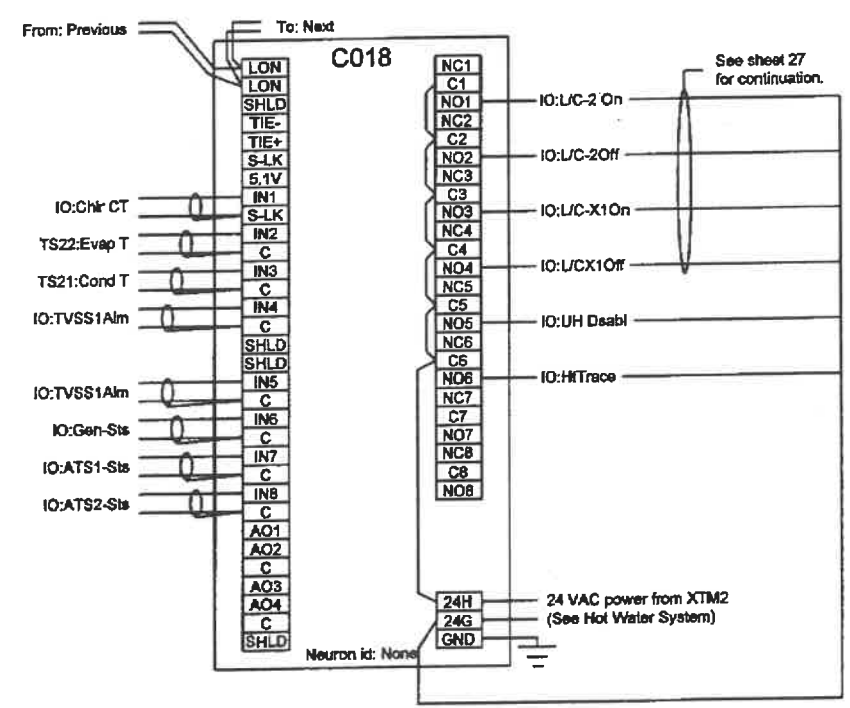 From: Previous
To: Next
C018
LON
LON
SHLD
TIE-
TIE+
S-LK
5.1V
IN1
S-LK
IN2
C
IN3
C
IN4
C
SHLD
SHLD
IN5
C
IN6
C
IN7
C
IN8
C
AO1
AO2
C
AO3
AO4
C
SHLD
IO:Chlr CT
TS22:Evap T
TS21:Cond T
IO:TVSS1Alm
IO:TVSS1Alm
IO:Gen-Sts
IO:ATS1-Sts
IO:ATS2-Sts
NC1
C1
NO1
NC2
C2
NO2
NC3
C3
NO3
NC4
C4
NO4
NC5
C5
NO5
NC6
C6
NO6
NC7
C7
NO7
NC8
C8
NO8
24H
24G
GND
IO:L/C-2 On
IO:L/C-2Off
IO:L/C-X1On
IO:L/CX1Off
IO:UH Dsabl
IO:HtTrace
See sheet 27
for continuation.
24 VAC power from XTM2
(See Hot Water System)
Neuron id: None